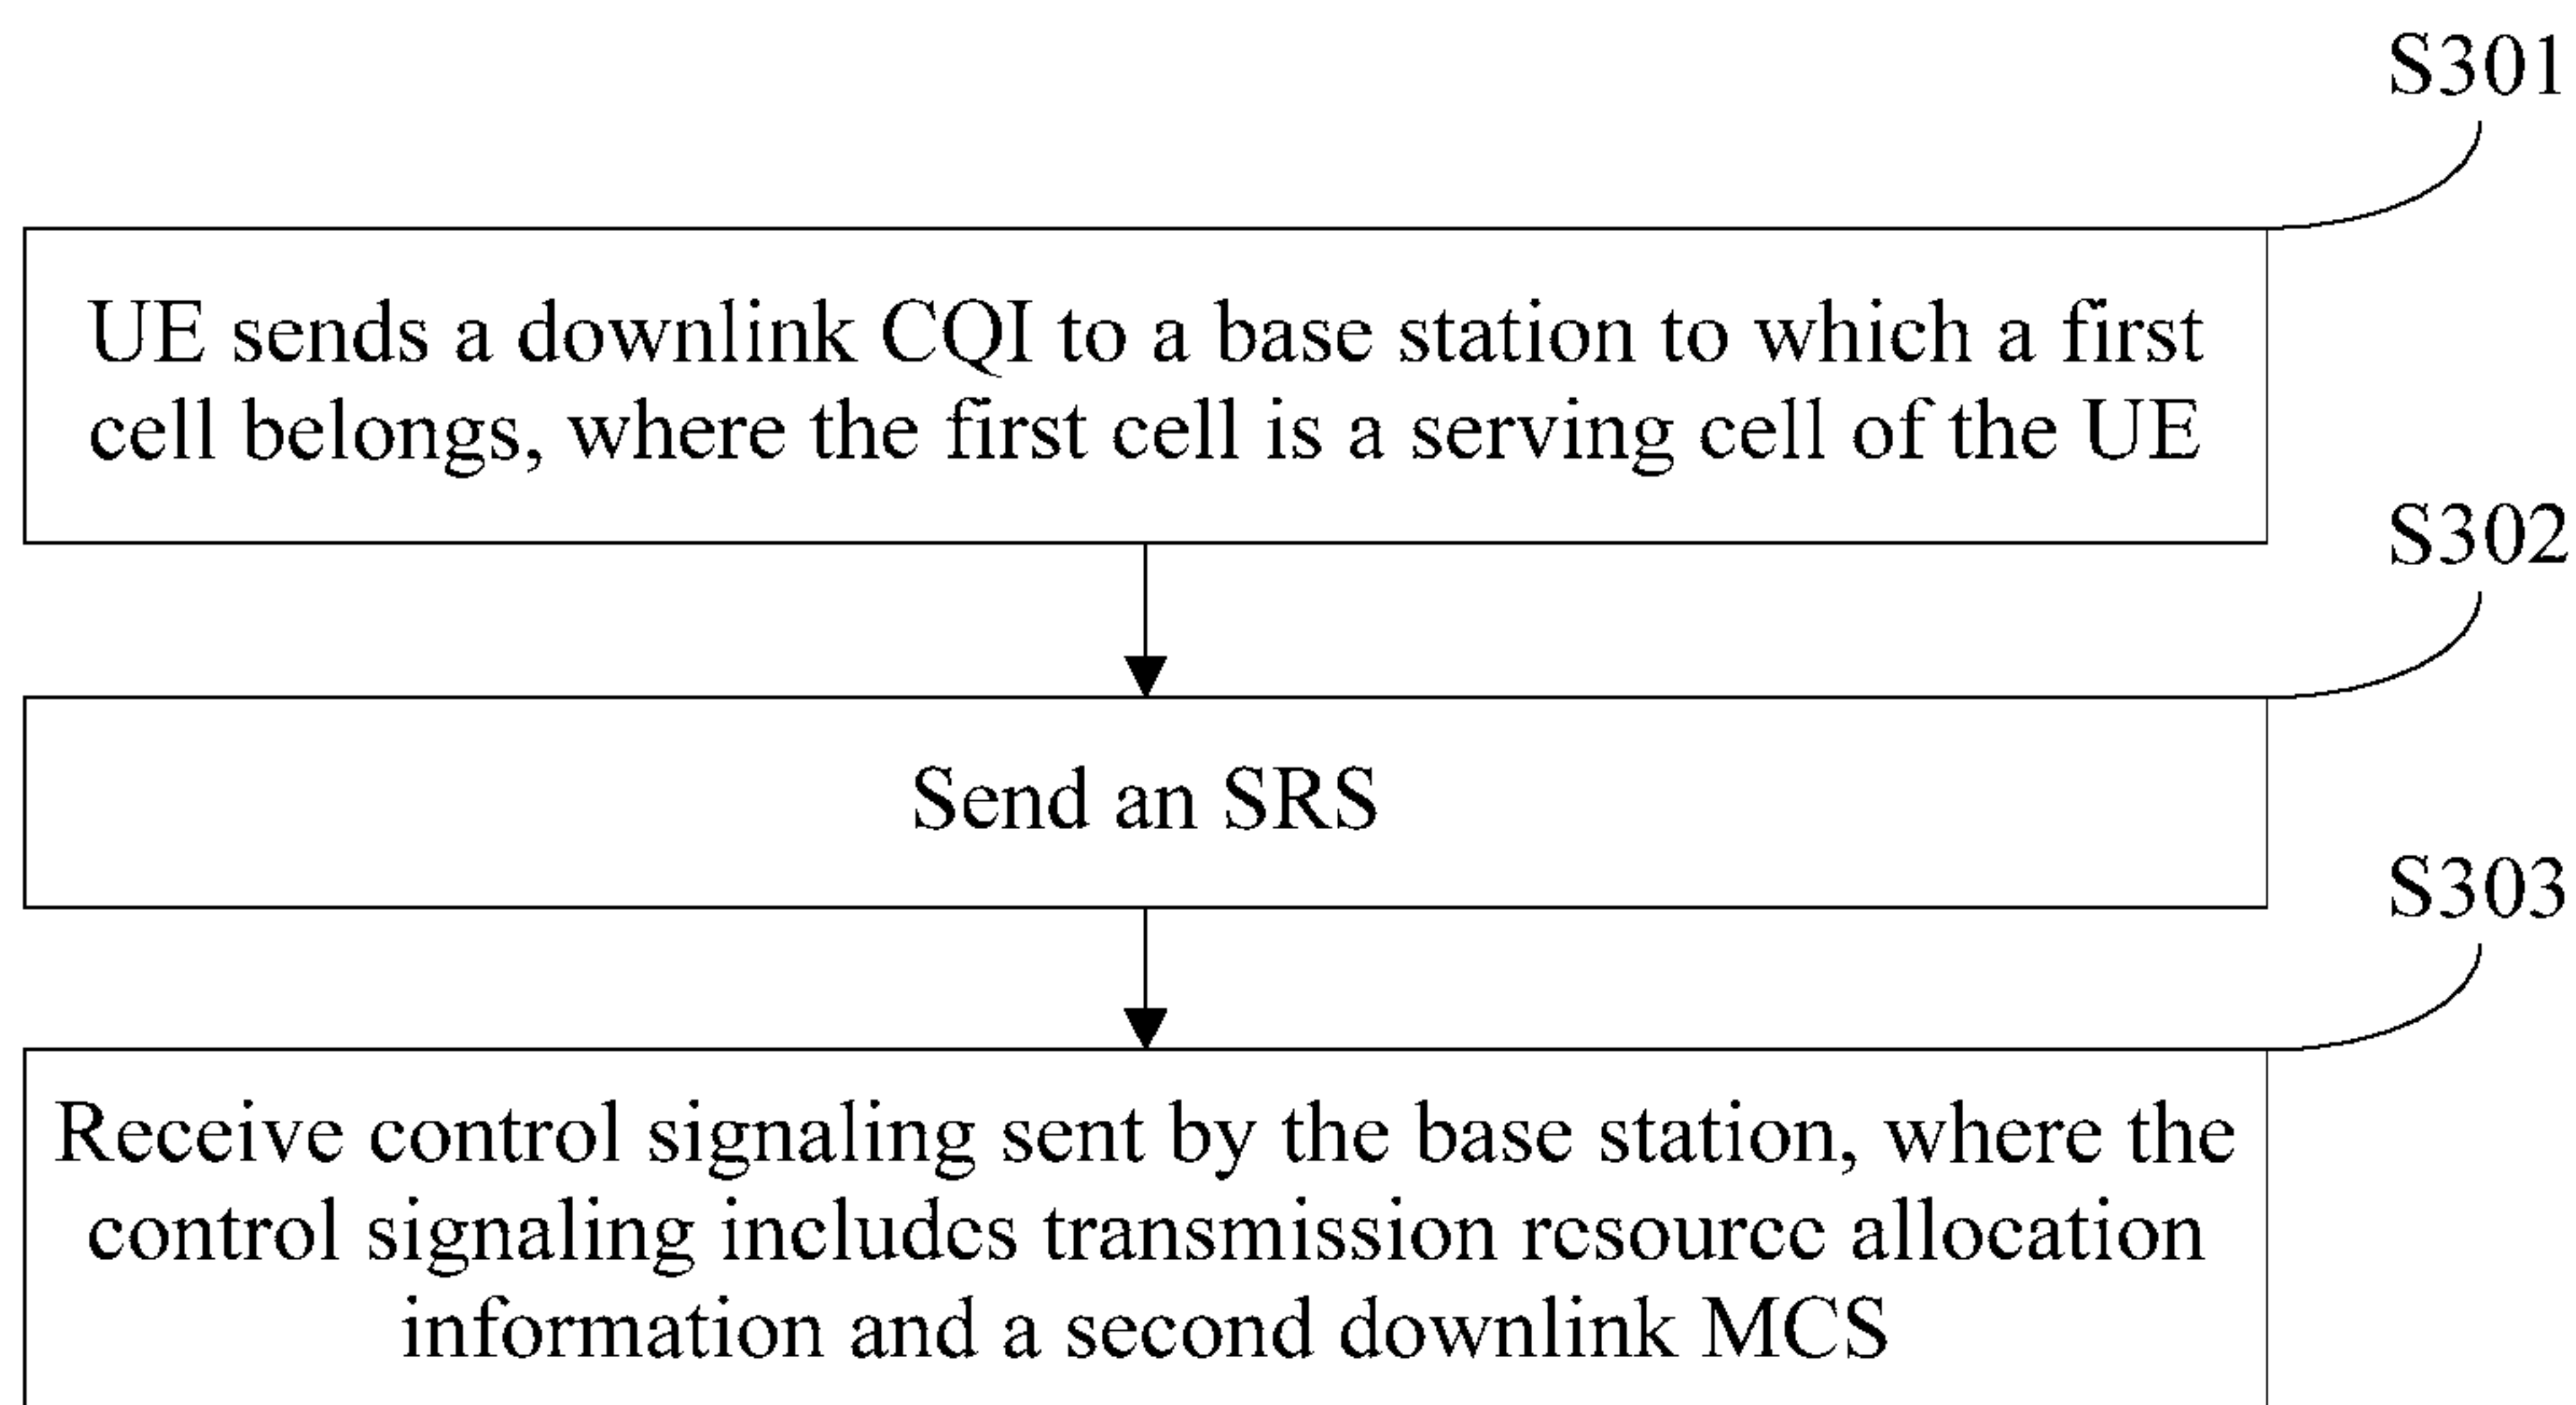 S301
UE sends a downlink CQI to a base station to which a first
cell belongs, where the first cell is a serving cell of the UE
S302
Send an SRS
S303
Receive control signaling sent by the base station, where the
control signaling includes transmission resource allocation
information and a second downlink MCS